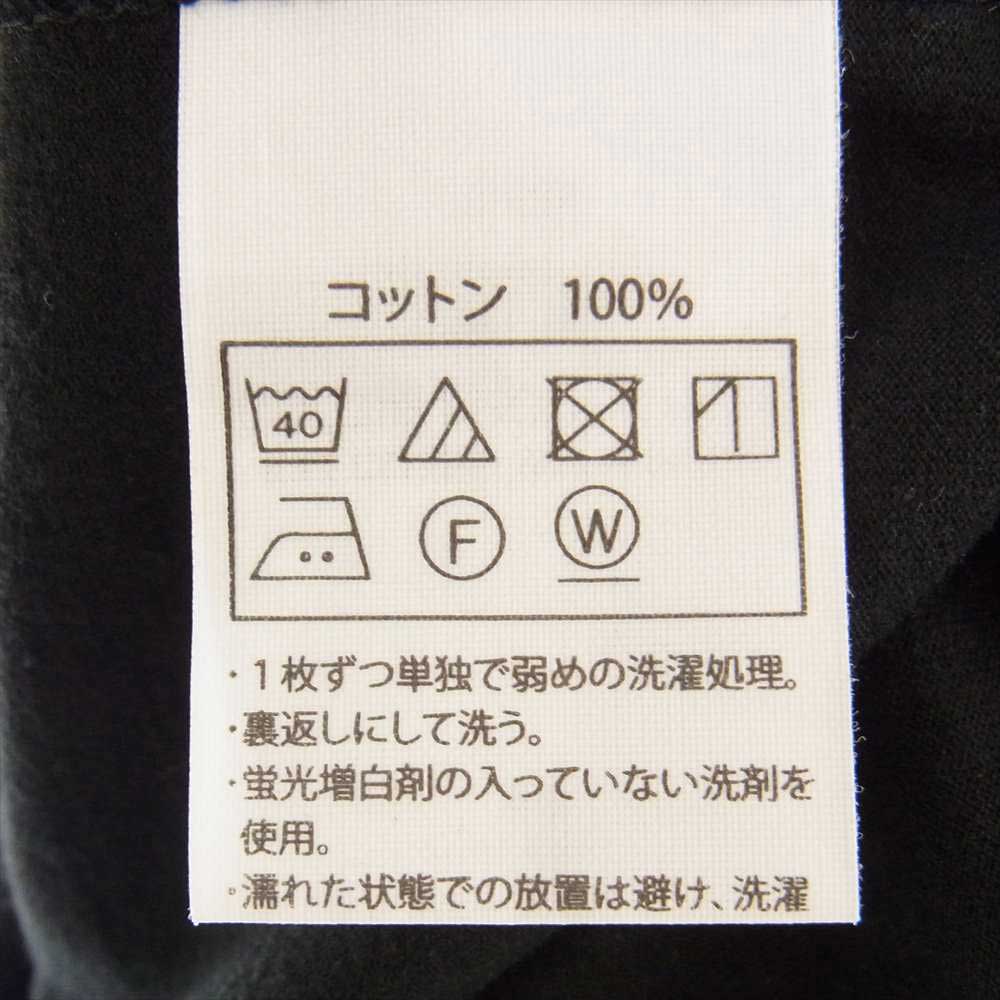 コットン 100%
40
F W
・1枚ずつ単独で弱めの洗濯処理。
・裏返しにして洗う。
・蛍光増白剤の入っていない洗剤を
使用。
・濡れた状態での放置は避け、洗濯